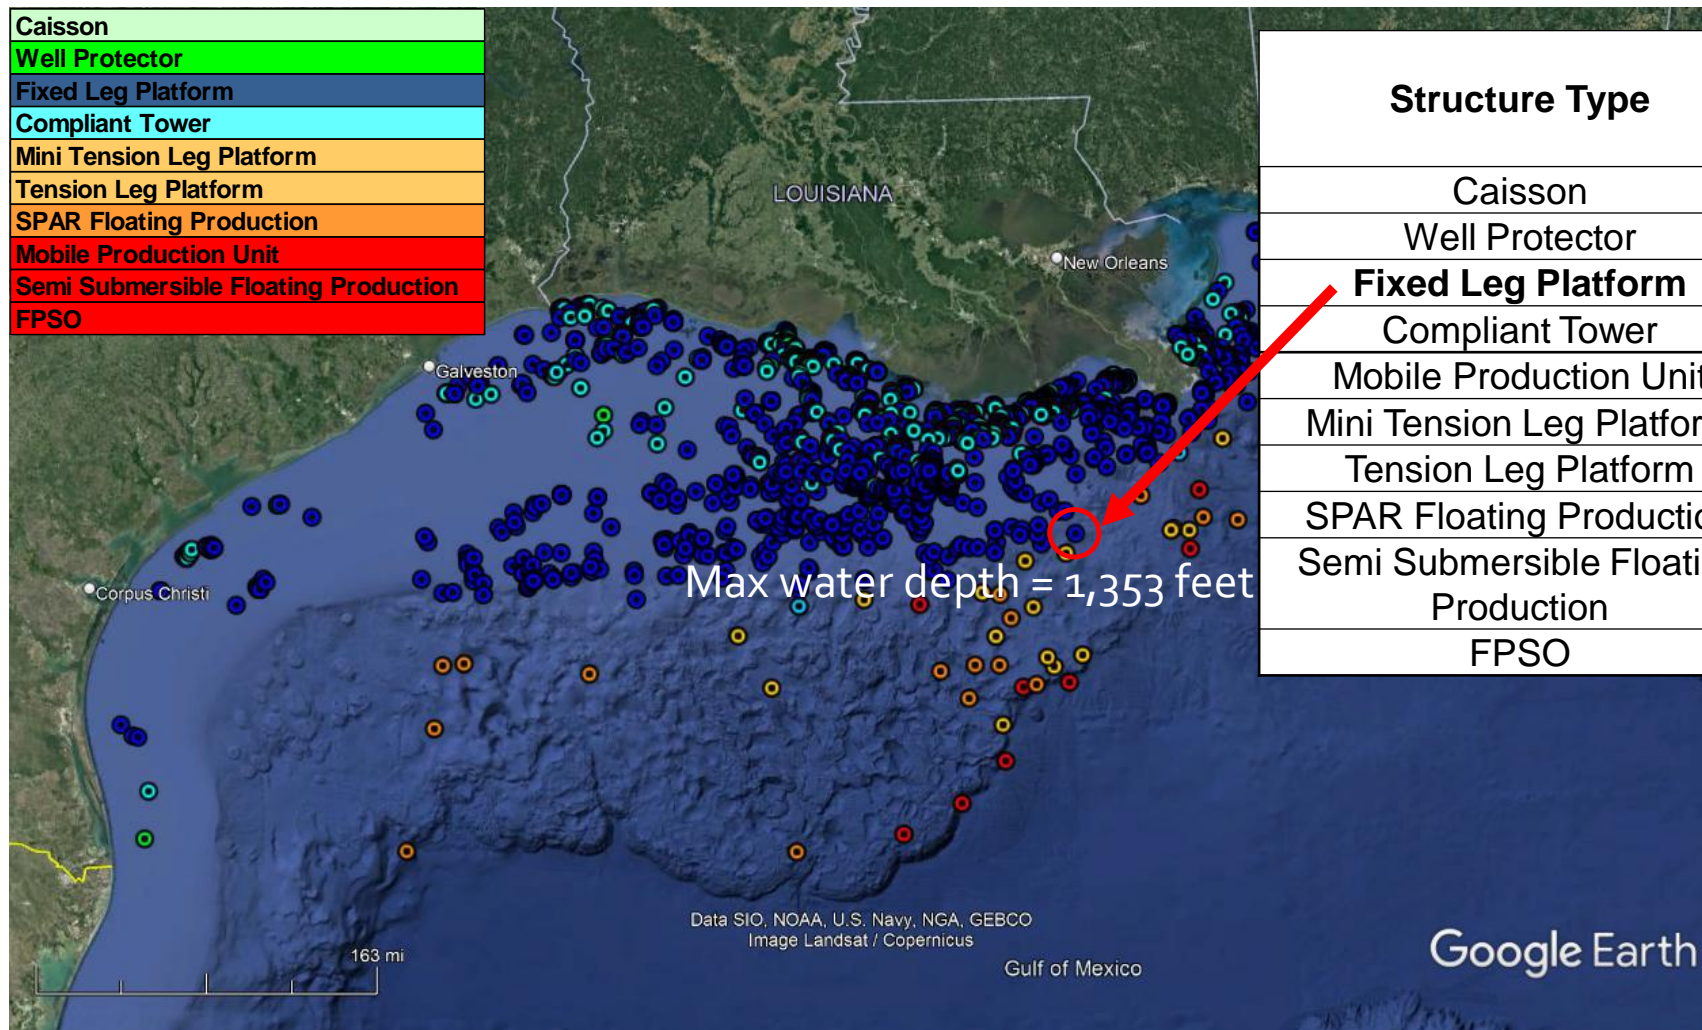 Caisson
Well Protector
Fixed Leg Platform
Compliant Tower
Mini Tension Leg Platform
Tension Leg Platform
SPAR Floating Production
Mobile Production Unit
Semi Submersible Floating Production
FPSO
Structure Type
Caisson
Well Protector
Fixed Leg Platform
Compliant Tower
Mobile Production Unit
Mini Tension Leg Platfor
Tension Leg Platform
SPAR Floating Productio
Semi Submersible Floati
Production
FPSO
LOUISIANA
New Orleans
Galveston
Corpus Christi
Max water depth = 1,353 feet
Data SIO, NOAA, U.S. Navy, NGA, GEBCO
Image Landsat / Copernicus
163 mi
Gulf of Mexico
Google Earth